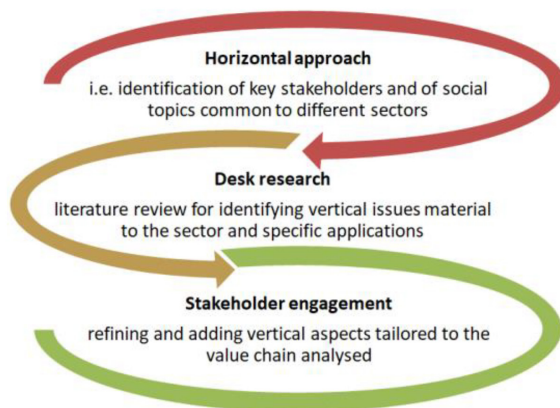 Horizontal approach
i.e. identification of key stakeholders and of social
topics common to different sectors
Desk research
literature review for identifying vertical issues material
to the sector and specific applications
Stakeholder engagement
refining and adding vertical aspects tailored to the
value chain analysed